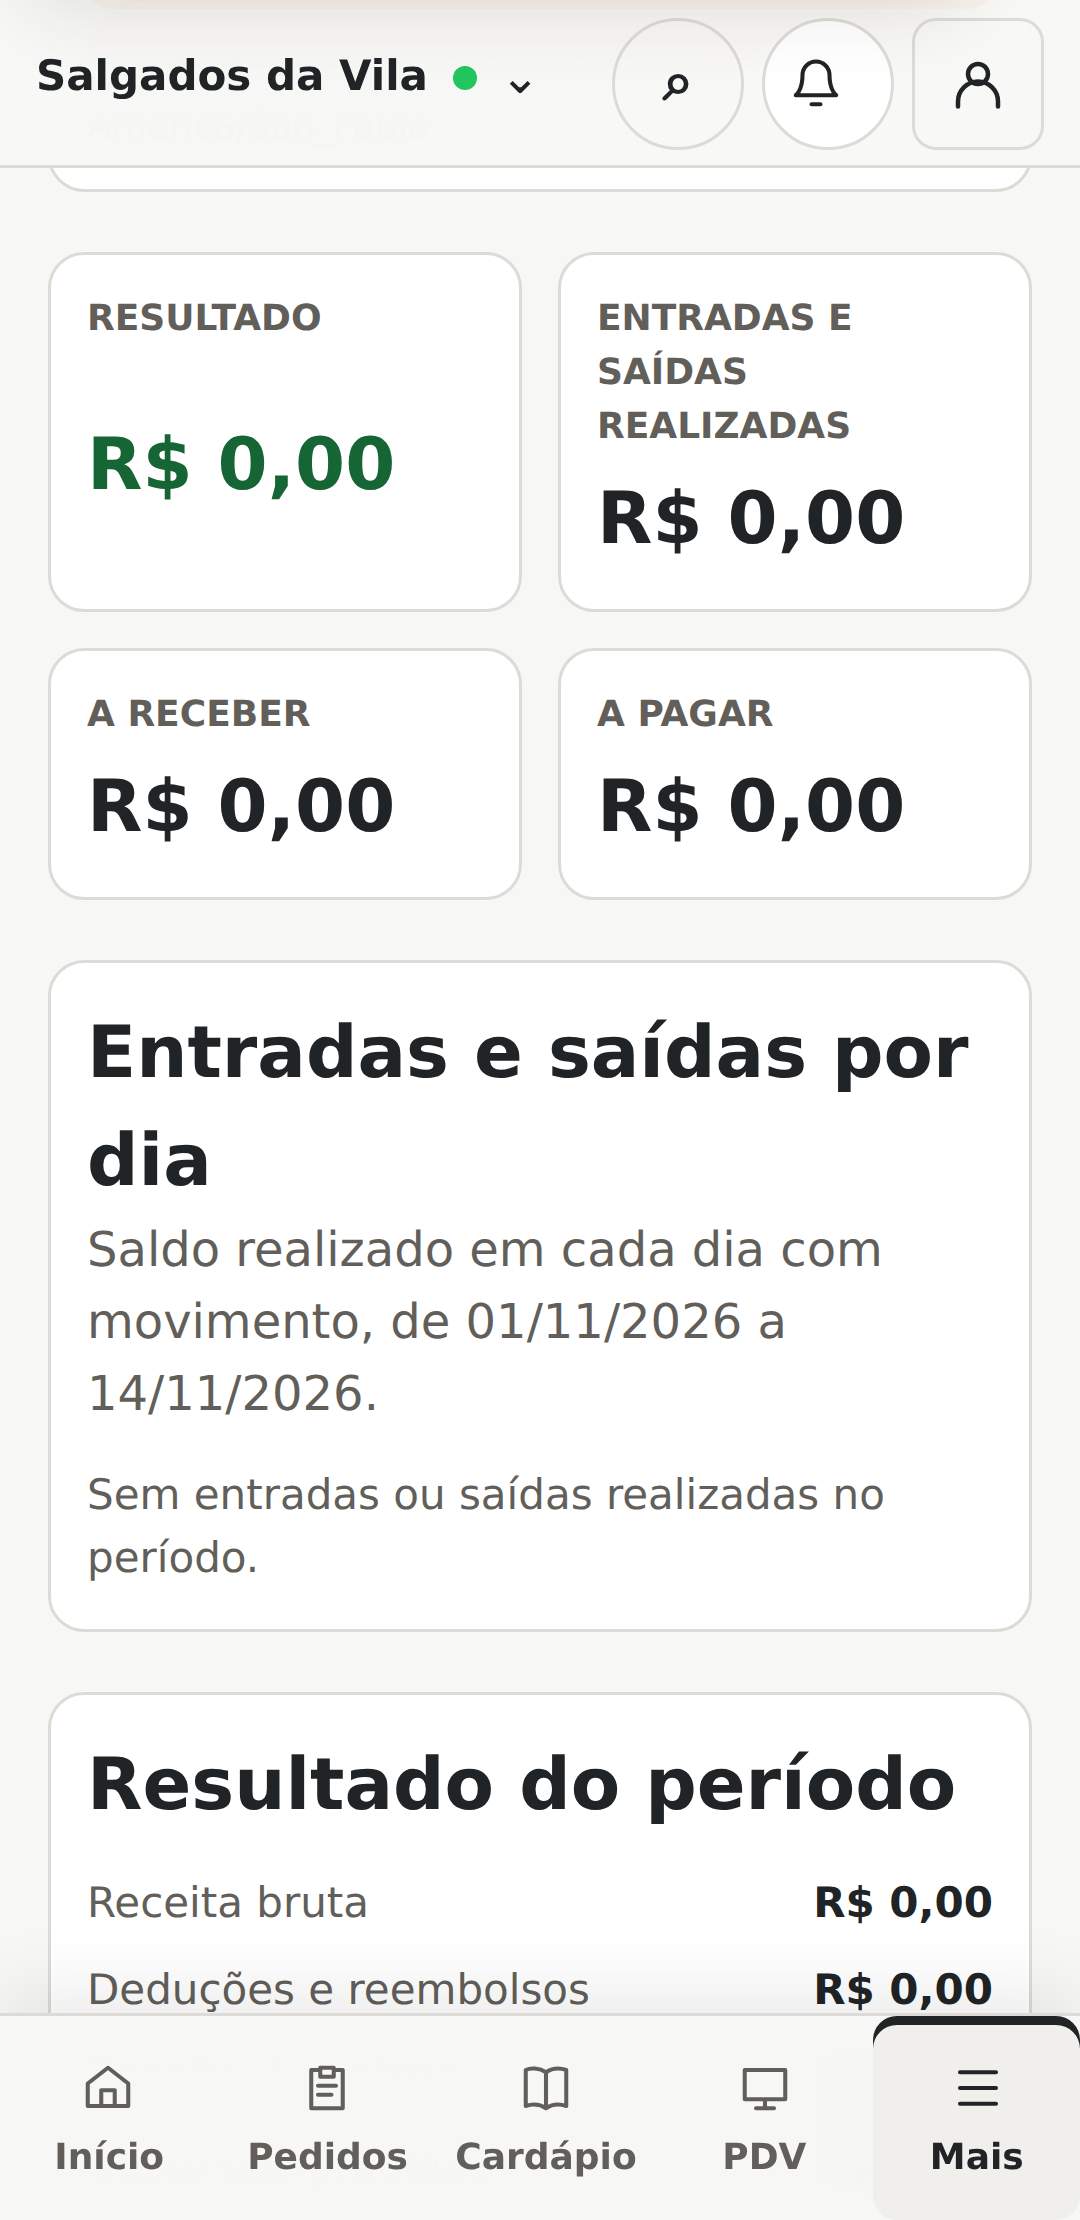 Salgados da Vila
RESULTADO
R$ 0,00
ENTRADAS E
SAÍDAS
REALIZADAS
R$ 0,00
A RECEBER
R$ 0,00
A PAGAR
R$ 0,00
Entradas e saídas por
dia
Saldo realizado em cada dia com
movimento, de 01/11/2026 a
14/11/2026.
Sem entradas ou saídas realizadas no
período.
Resultado do período
Receita bruta R$ 0,00
Deduções e reembolsos R$ 0,00
Início Pedidos Cardápio PDV Mais